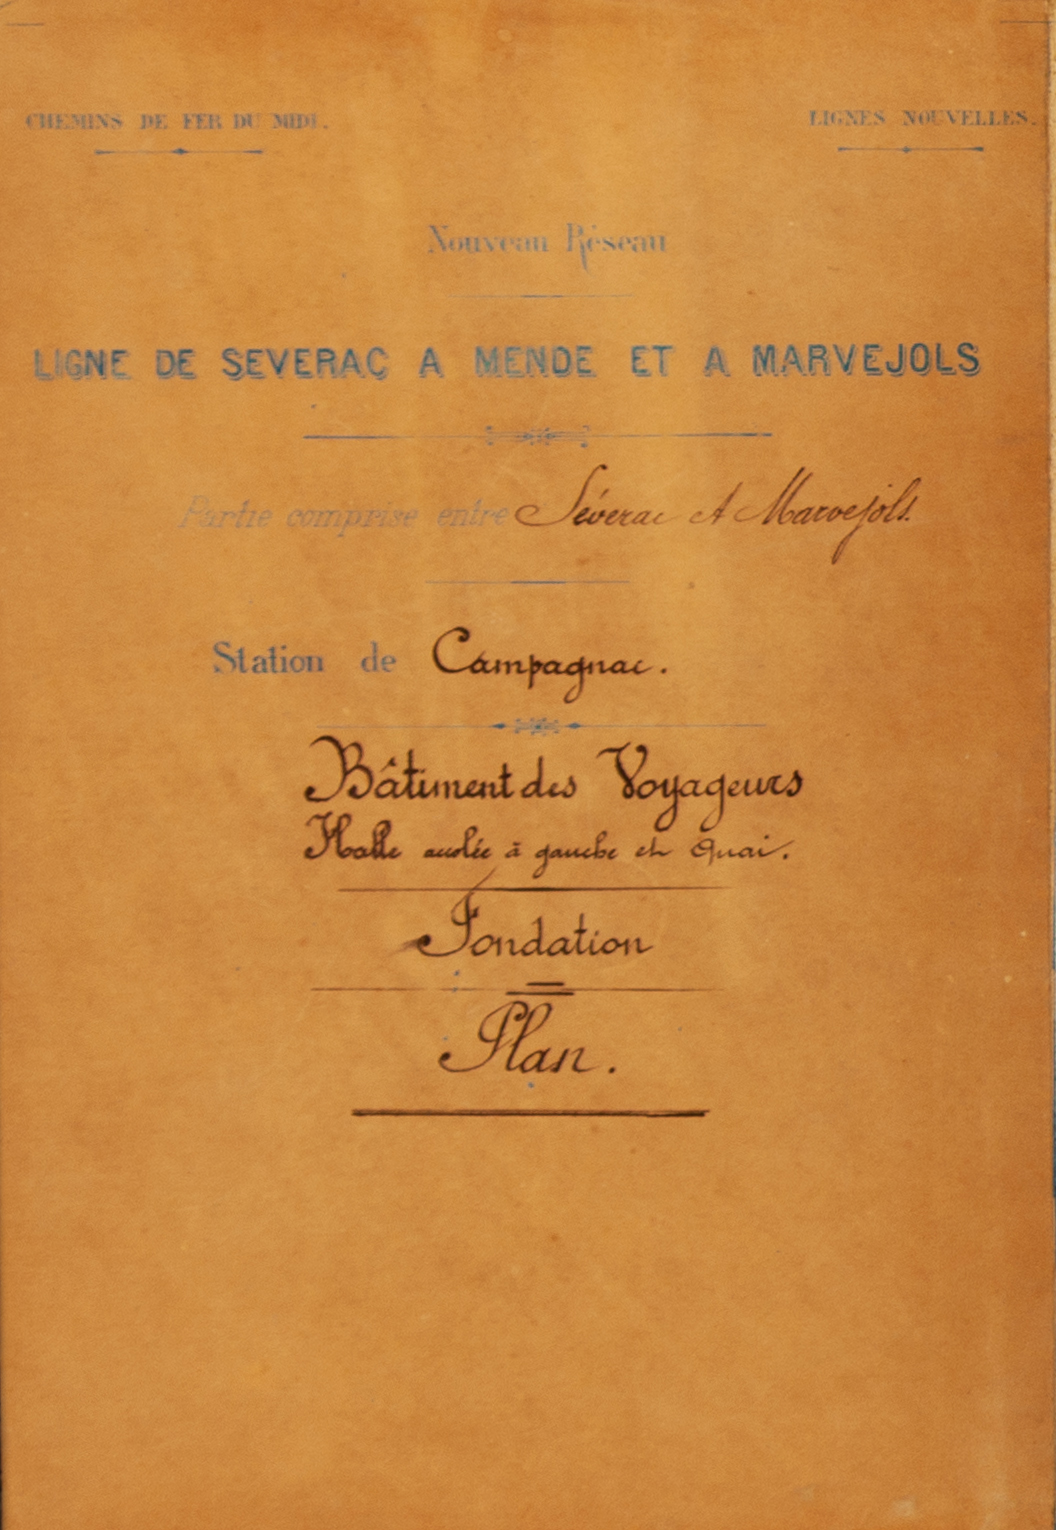 CHEMINS DE FER DU MIDI.
LIGNES NOUVELLES.
Nouveau Réseau
LIGNE DE SEVERAC A MENDE ET A MARVEJOLS
Partie comprise entre Séverac et Marvejols.
Station de Campagnac.
Bâtiment des Voyageurs
Halle accolée à gauche et Quai.
Fondation
Plan.